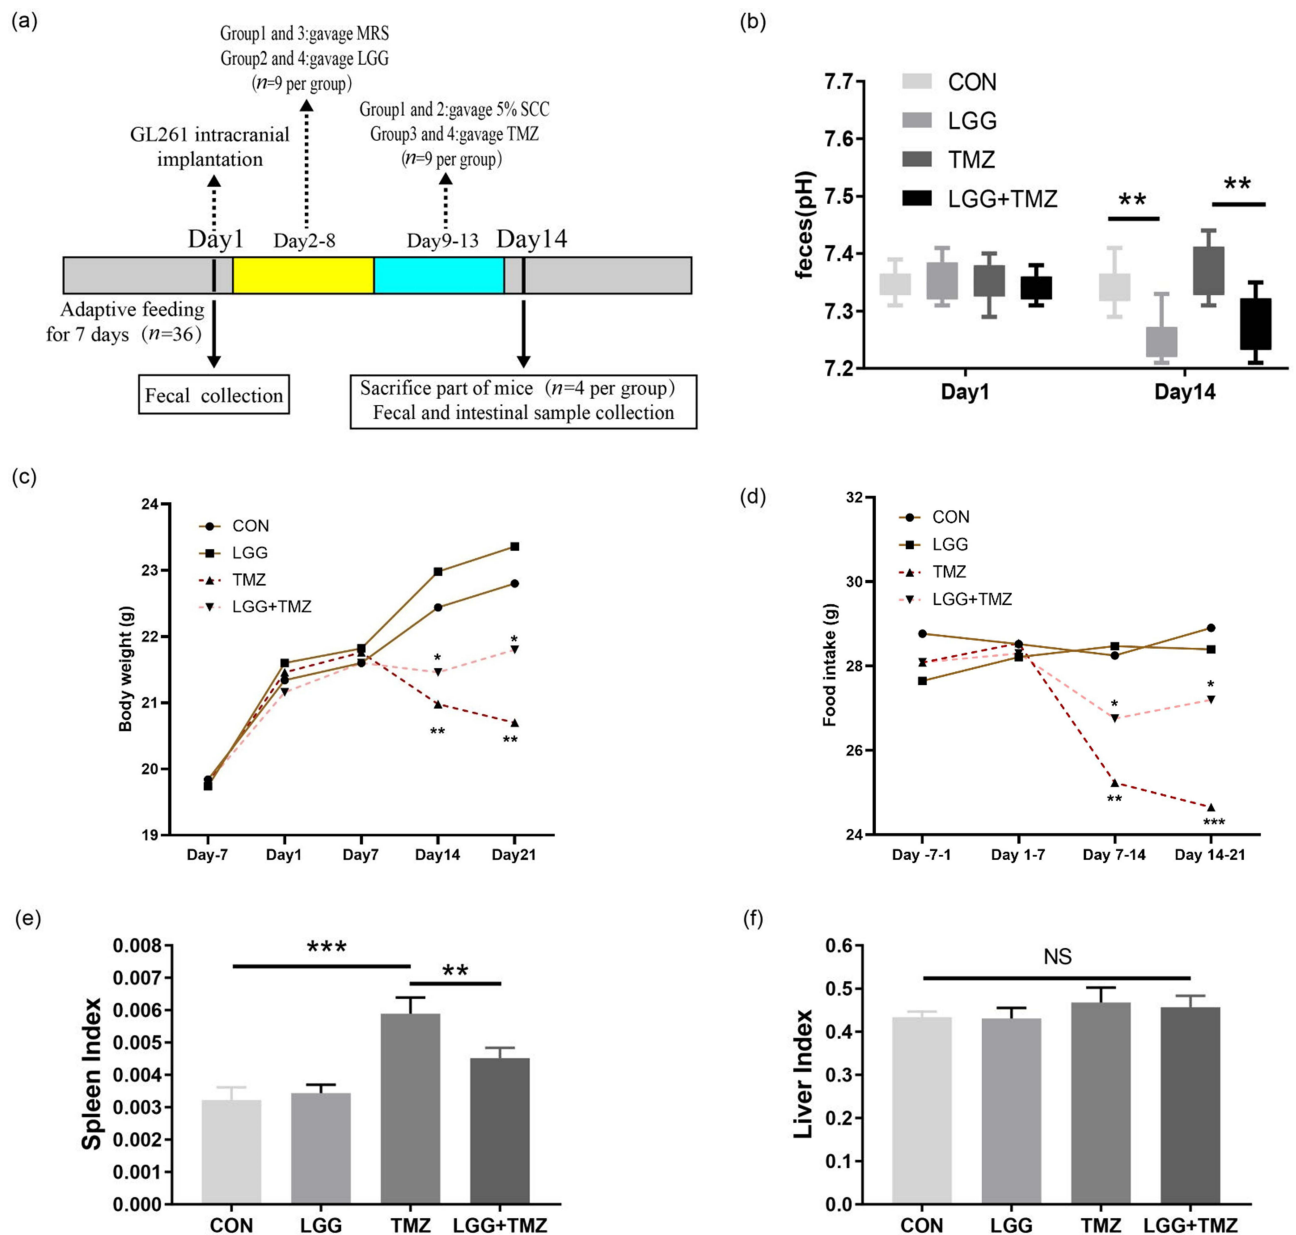 (a)
Group1 and 3:gavage MRS
Group2 and 4:gavage LGG
(n=9 per group)
Group1 and 2:gavage 5% SCC
Group3 and 4:gavage TMZ
(n=9 per group)
GL261 intracranial
implantation
Day1
Day2-8
Day9-13
Day14
Adaptive feeding
for 7 days (n=36)
Fecal collection
Sacrifice part of mice (n=4 per group)
Fecal and intestinal sample collection
(b)
feces(pH)
7.7
7.6
7.5
7.4
7.3
7.2
CON
LGG
TMZ
LGG+TMZ
**
**
Day1
Day14
(c)
Body weight (g)
24
23
22
21
20
19
CON
LGG
TMZ
LGG+TMZ
*
*
**
**
Day-7
Day1
Day7
Day14
Day21
(d)
Food intake (g)
32
30
28
26
24
CON
LGG
TMZ
LGG+TMZ
*
*
**
***
Day -7-1
Day 1-7
Day 7-14
Day 14-21
(e)
Spleen Index
0.008
0.007
0.006
0.005
0.004
0.003
0.002
0.001
0.000
***
**
CON
LGG
TMZ
LGG+TMZ
(f)
Liver Index
0.6
0.5
0.4
0.3
0.2
0.1
0.0
NS
CON
LGG
TMZ
LGG+TMZ